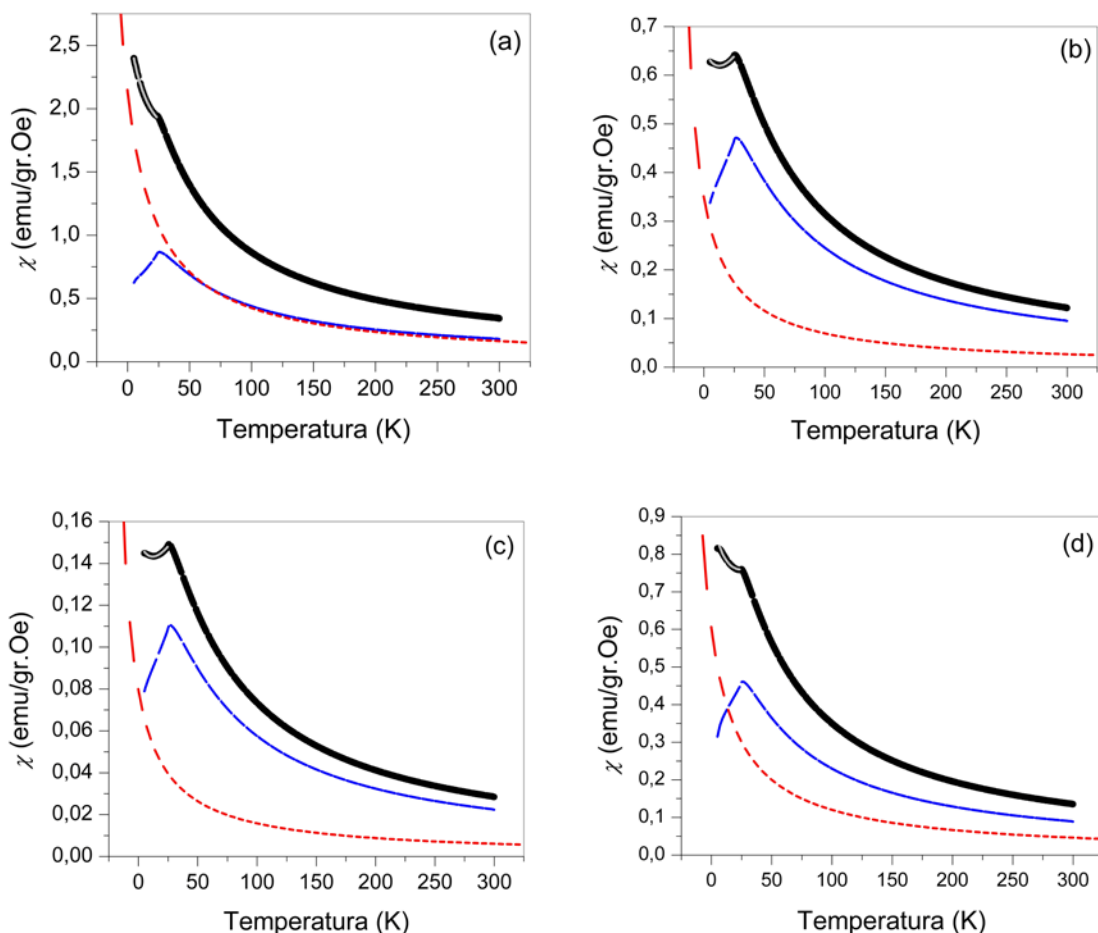 (a)
χ (emu/gr.Oe)
2,5
2,0
1,5
1,0
0,5
0,0
0 50 100 150 200 250 300
Temperatura (K)
(b)
χ (emu/gr.Oe)
0,7
0,6
0,5
0,4
0,3
0,2
0,1
0,0
0 50 100 150 200 250 300
Temperatura (K)
(c)
χ (emu/gr.Oe)
0,16
0,14
0.12
0.10
0.08
0.06
0.04
0.02
0.00
0 50 100 150 200 250 300
Temperatura (K)
(d)
χ (emu/gr.Oe)
0,9
0,8
0,7
0,6
0,5
0,4
0,3
0,2
0,1
0,0
0 50 100 150 200 250 300
Temperatura (K)